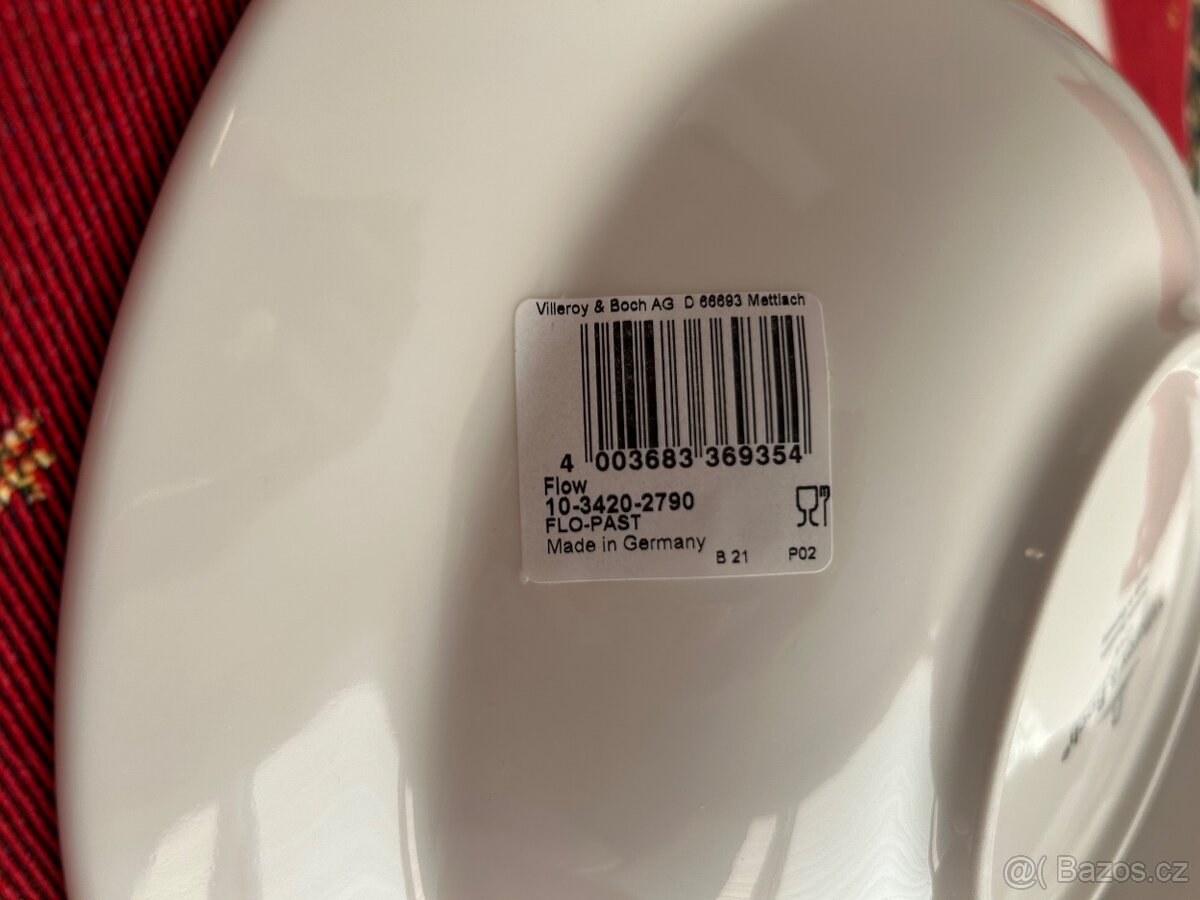 Villeroy & Boch AG D 66693 Mettlach
4 003683 369354
Flow
10-3420-2790
FLO-PAST
Made in Germany
B 21 P02
@( Bazos.cz